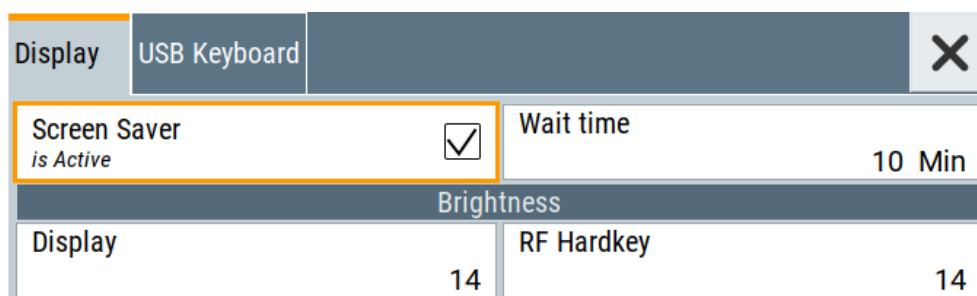 Display
USB Keyboard
Screen Saver
is Active
Wait time
10 Min
Brightness
Display
14
RF Hardkey
14